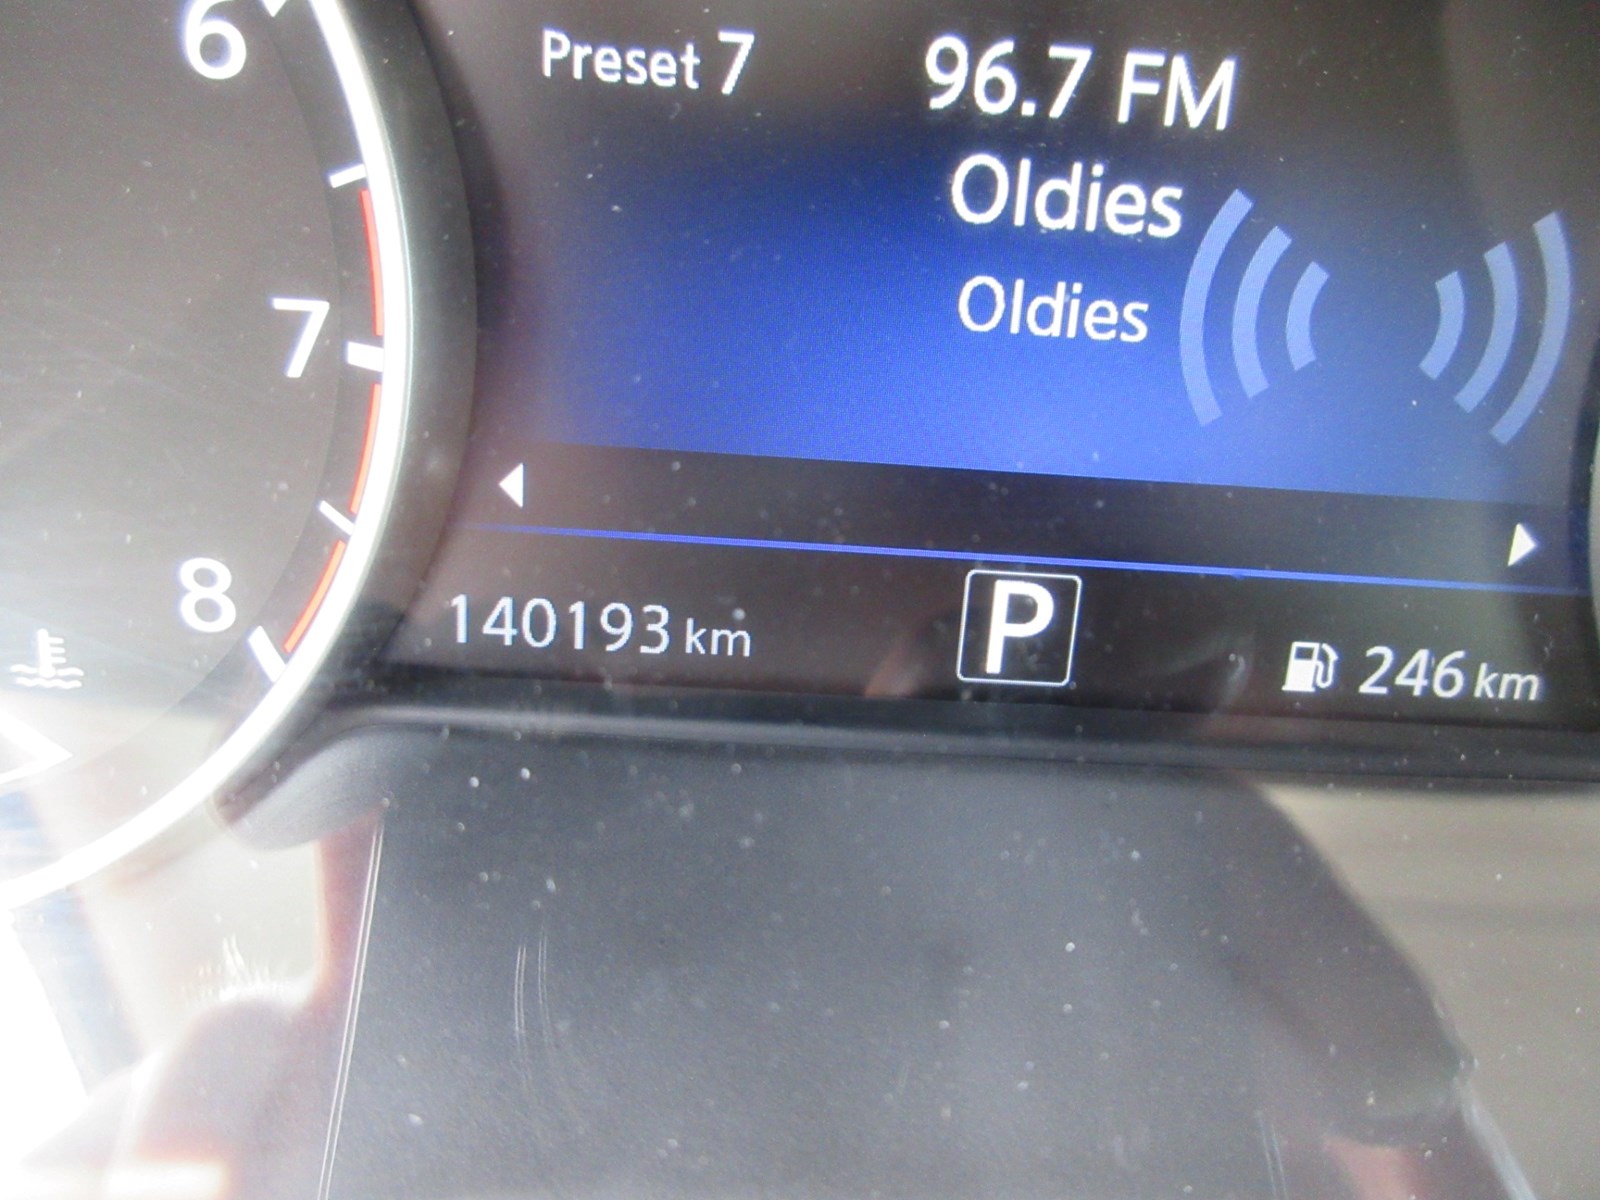 6
7
8
Preset 7
96.7 FM
Oldies
Oldies
140193 km
P
246 km